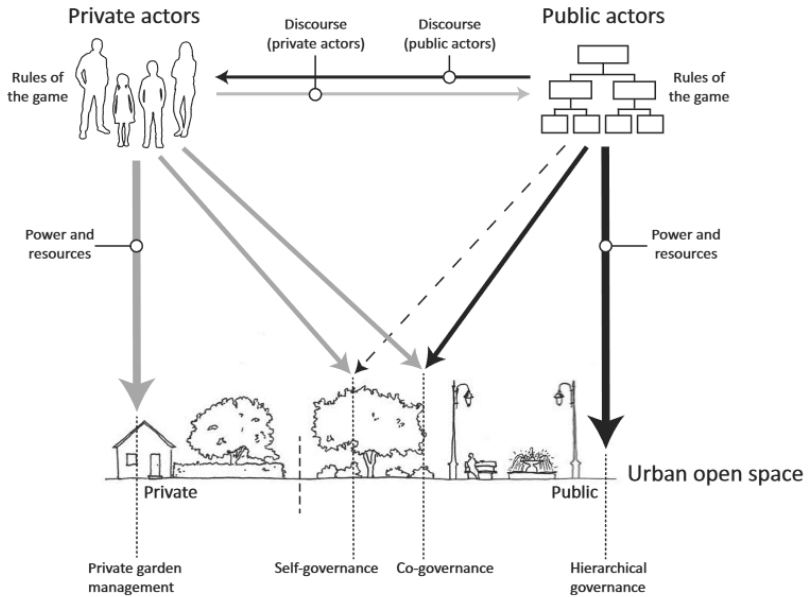 Private actors
Public actors
Discourse
(private actors)
Discourse
(public actors)
Rules of
the game
Rules of
the game
Power and
resources
Power and
resources
Urban open space
Private
Public
Private garden
management
Self-governance
Co-governance
Hierarchical
governance